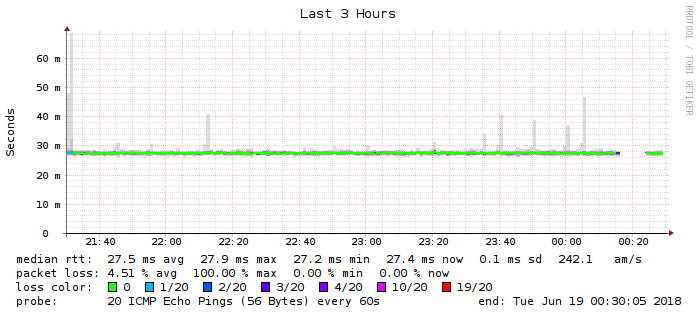 Last 3 Hours
RRDTOOL / TOBI OETIKER
Seconds
60 m
50 m
40 m
30 m
20 m
10 m
0
21:40 22:00 22:20 22:40 23:00 23:20 23:40 00:00 00:20
median rtt: 27.5 ms avg 27.9 ms max 27.2 ms min 27.4 ms now 0.1 ms sd 242.1 am/s
packet loss: 4.51 % avg 100.00 % max 0.00 % min 0.00 % now
loss color: 0 1/20 2/20 3/20 4/20 10/20 19/20
probe: 20 ICMP Echo Pings (56 Bytes) every 60s end: Tue Jun 19 00:30:05 2018